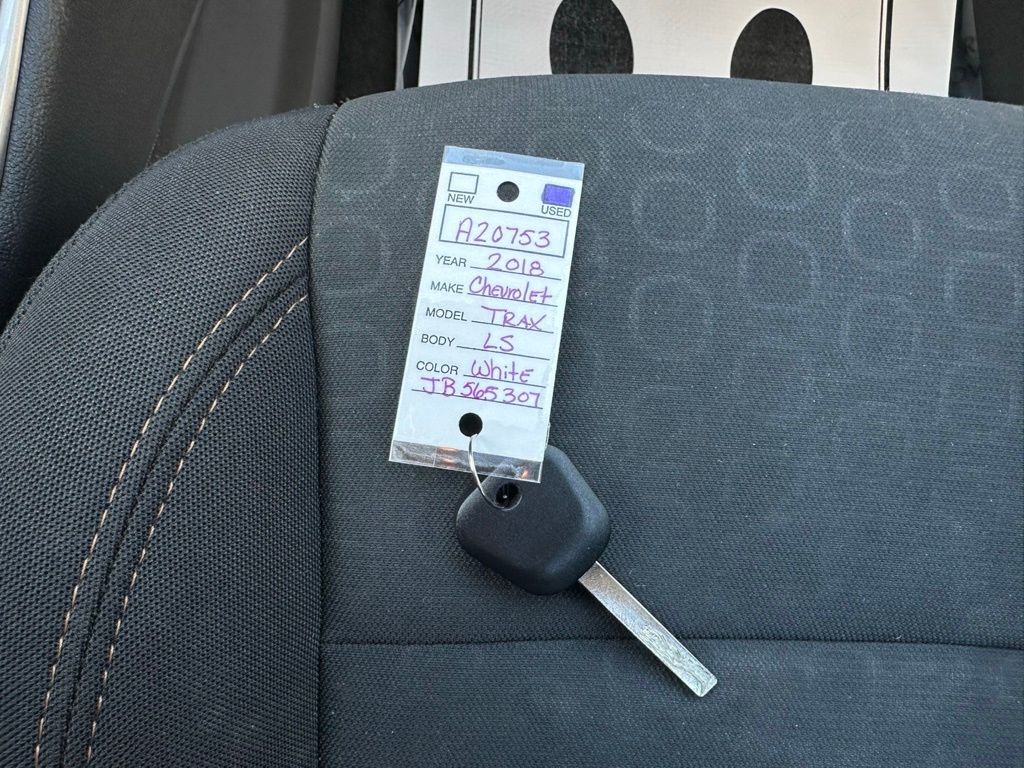 NEW USED
A20753
YEAR 2018
MAKE Chevrolet
MODEL TRAX
BODY LS
COLOR White
JB565307